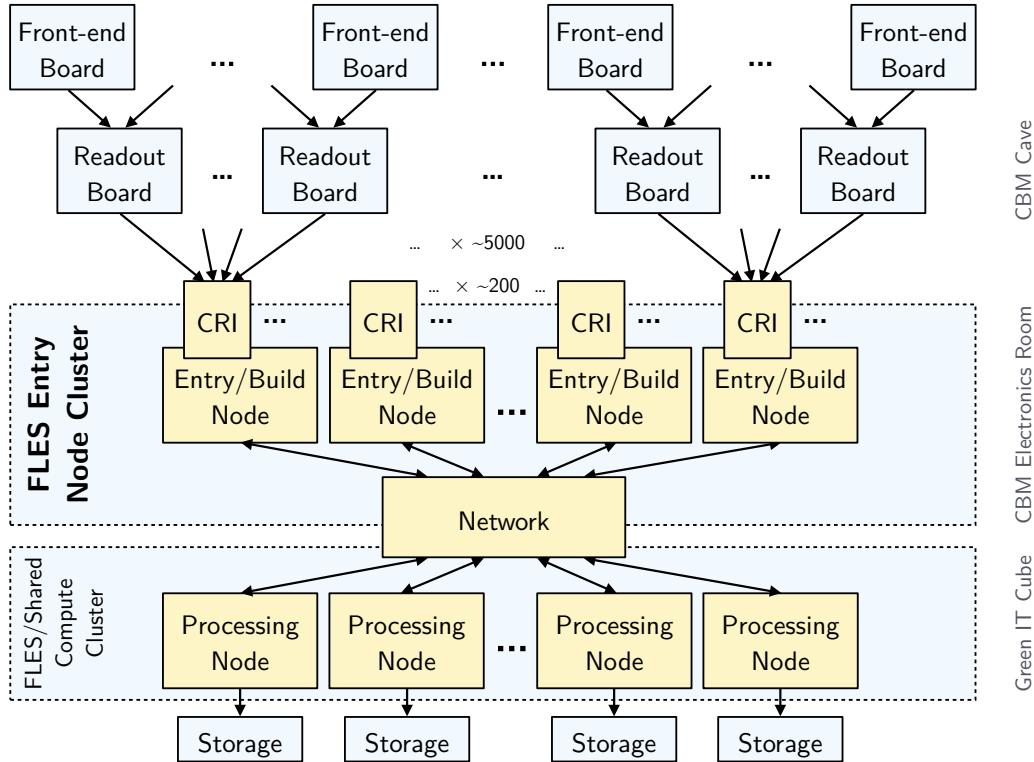 Front-end
Board
...
Front-end
Board
...
Front-end
Board
...
Front-end
Board
Readout
Board
...
Readout
Board
...
Readout
Board
...
Readout
Board
CBM Cave
... × ~5000 ...
... × ~200 ...
CRI
...
CRI
...
CRI
...
CRI
...
FLES Entry
Node Cluster
Entry/Build
Node
Entry/Build
Node
...
Entry/Build
Node
Entry/Build
Node
CBM Electronics Room
Network
FLES/Shared
Compute
Cluster
Processing
Node
Processing
Node
...
Processing
Node
Processing
Node
Green IT Cube
Storage
Storage
Storage
Storage